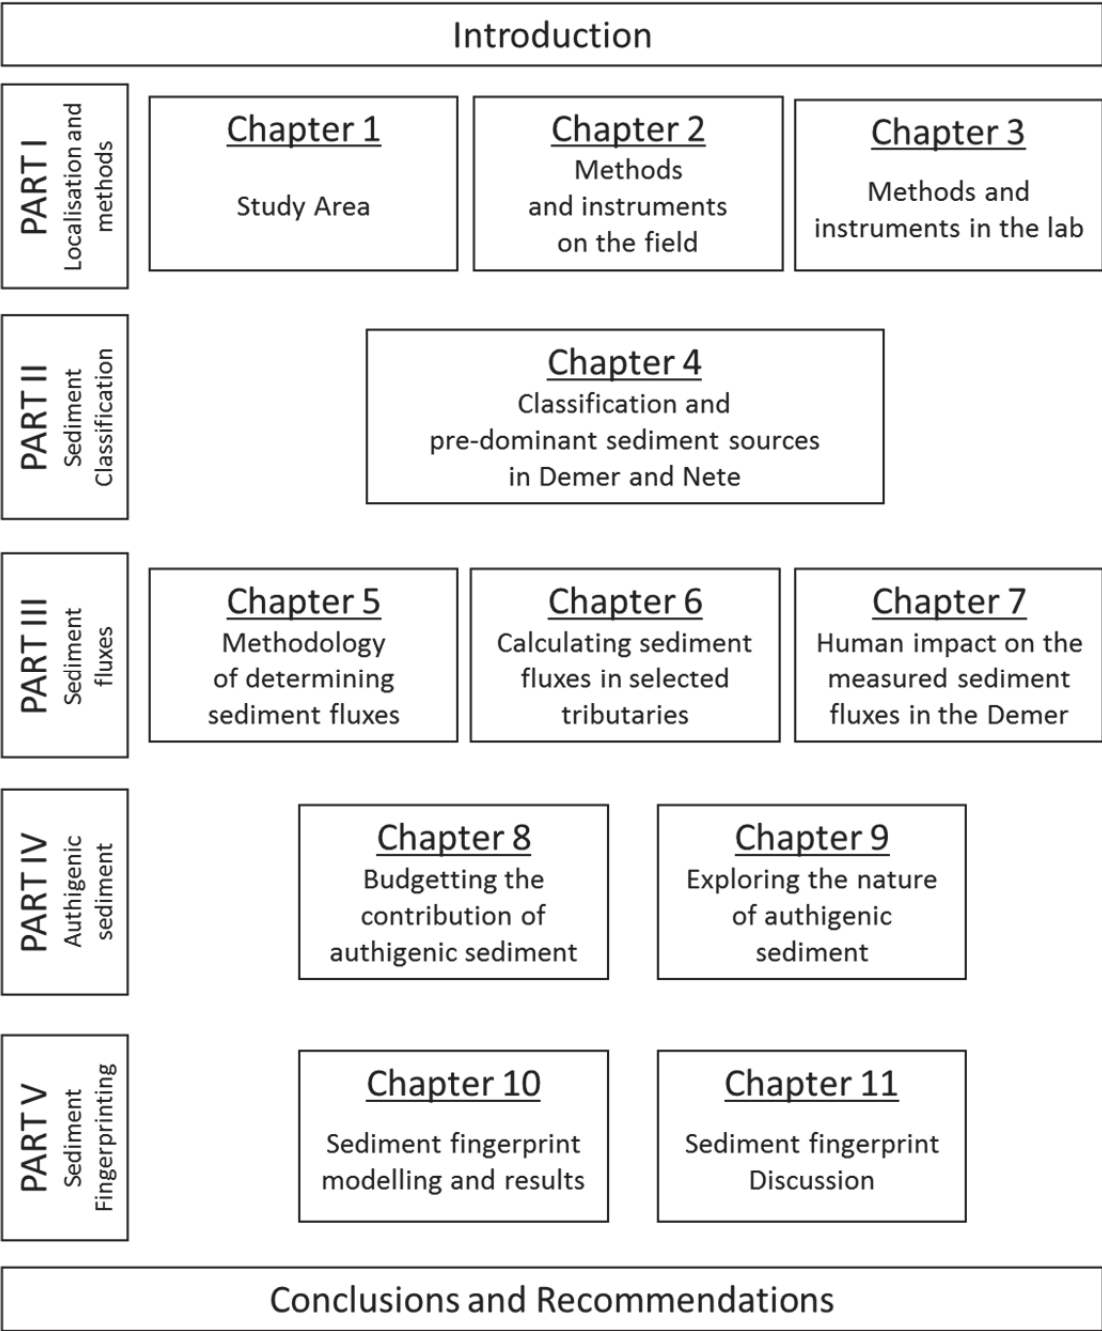 Introduction
PART I
Localisation and
methods
Chapter 1
Study Area
Chapter 2
Methods
and instruments
on the field
Chapter 3
Methods and
instruments in the lab
PART II
Sediment
Classification
Chapter 4
Classification and
pre-dominant sediment sources
in Demer and Nete
PART III
Sediment
fluxes
Chapter 5
Methodology
of determining
sediment fluxes
Chapter 6
Calculating sediment
fluxes in selected
tributaries
Chapter 7
Human impact on the
measured sediment
fluxes in the Demer
PART IV
Authigenic
sediment
Chapter 8
Budgetting the
contribution of
authigenic sediment
Chapter 9
Exploring the nature
of authigenic
sediment
PART V
Sediment
Fingerprinting
Chapter 10
Sediment fingerprint
modelling and results
Chapter 11
Sediment fingerprint
Discussion
Conclusions and Recommendations